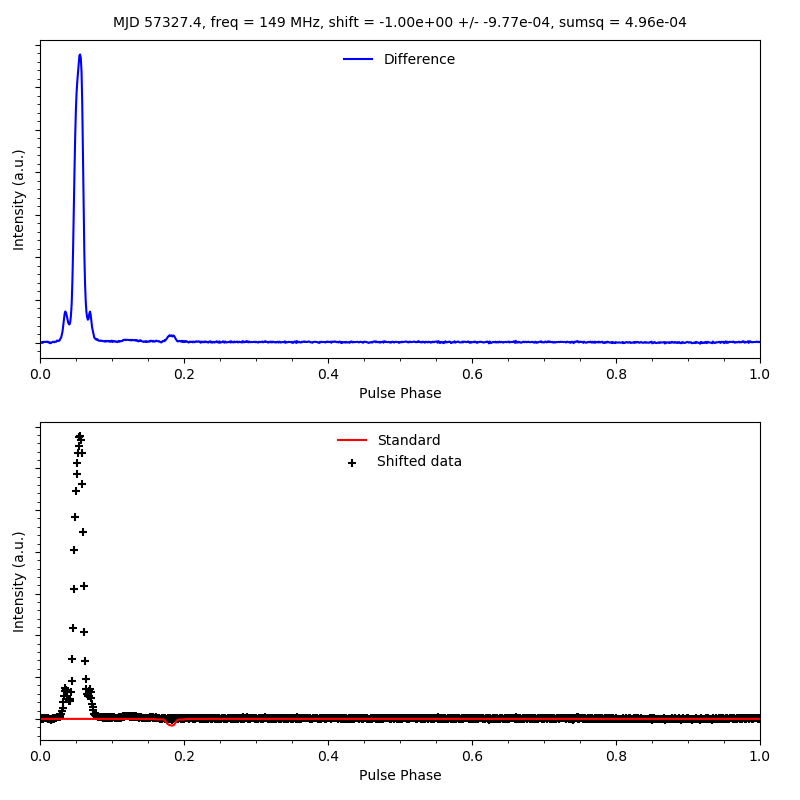 MJD 57327.4, freq = 149 MHz, shift = -1.00e+00 +/- -9.77e-04, sumsq = 4.96e-04
Difference
Intensity (a.u.)
0.0 0.2 0.4 0.6 0.8 1.0
Pulse Phase
Standard
Shifted data
Intensity (a.u.)
0.0 0.2 0.4 0.6 0.8 1.0
Pulse Phase